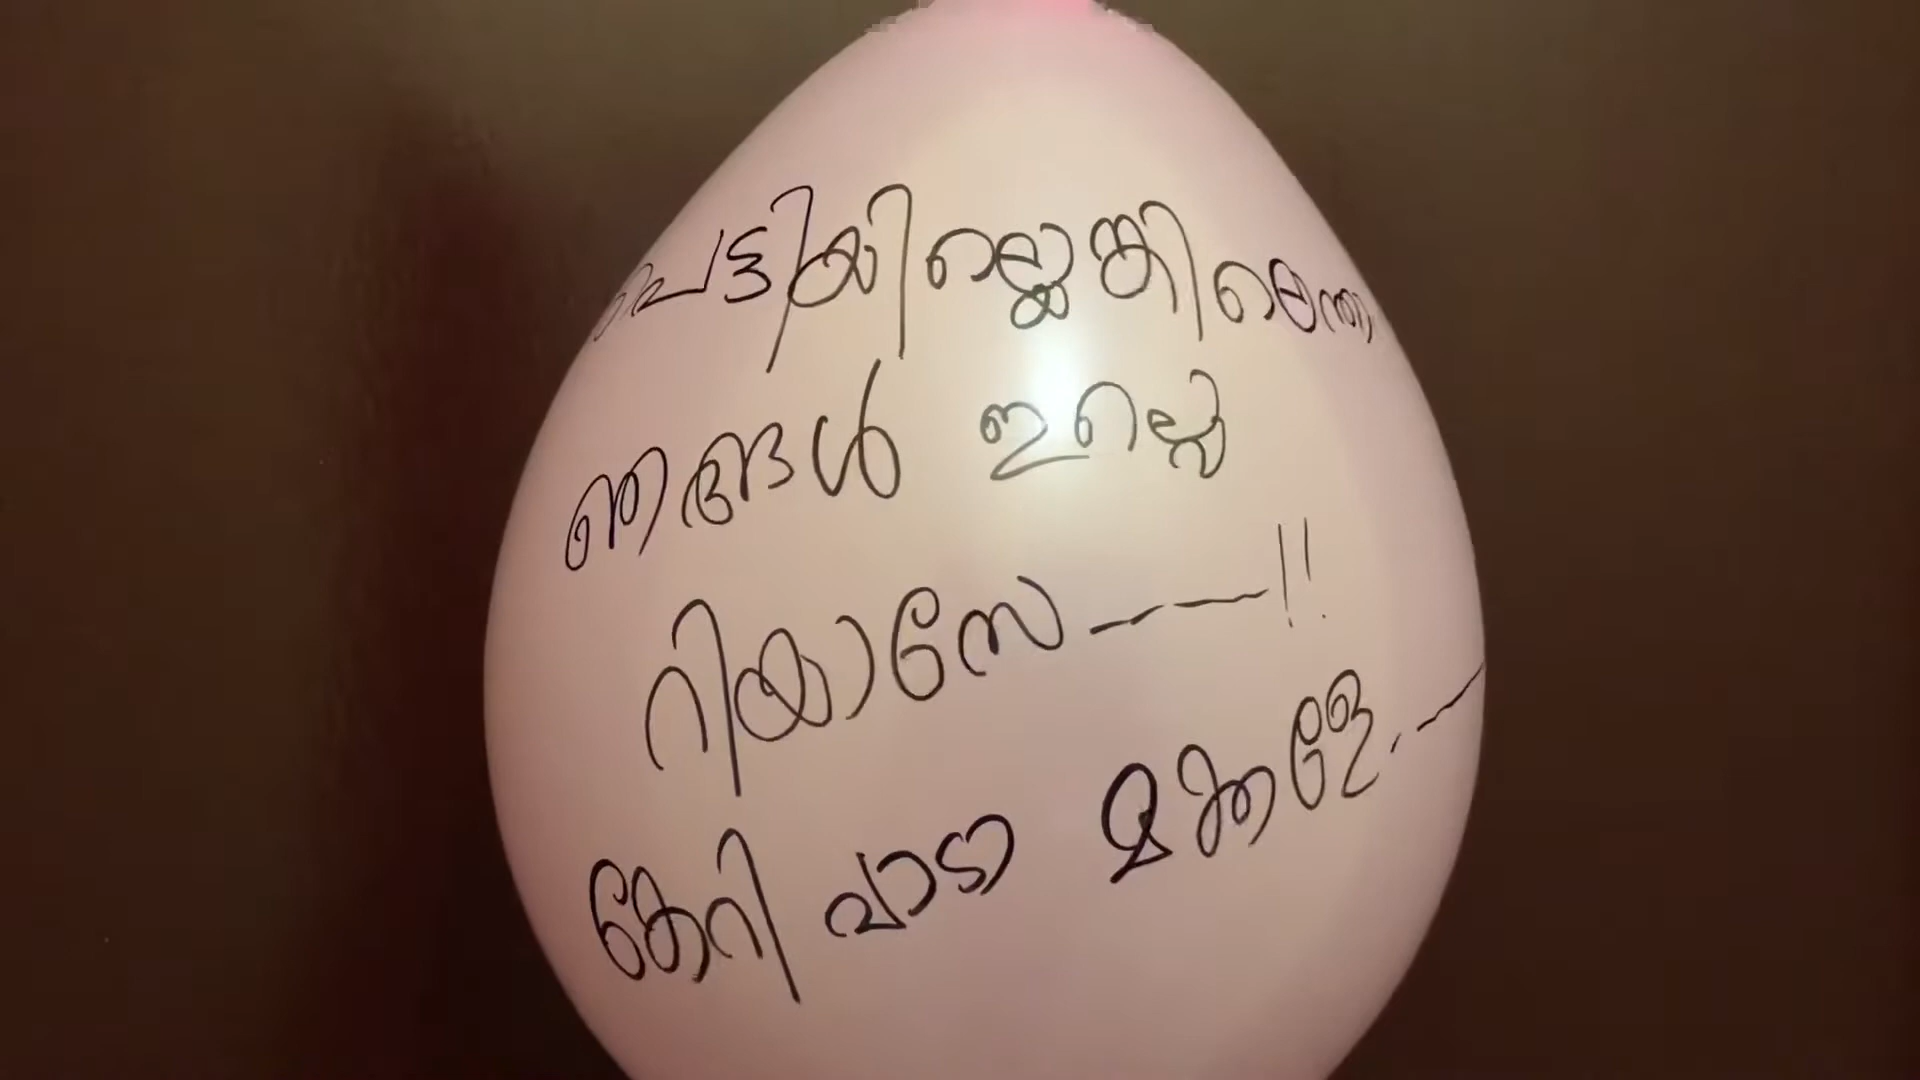 പെട്ടിയില്ലെങ്കിലെന്താ
ഞങ്ങൾ ഇല്ലേ
റിയാസേ----!!
കേറി വാടാ മക്കളേ.--